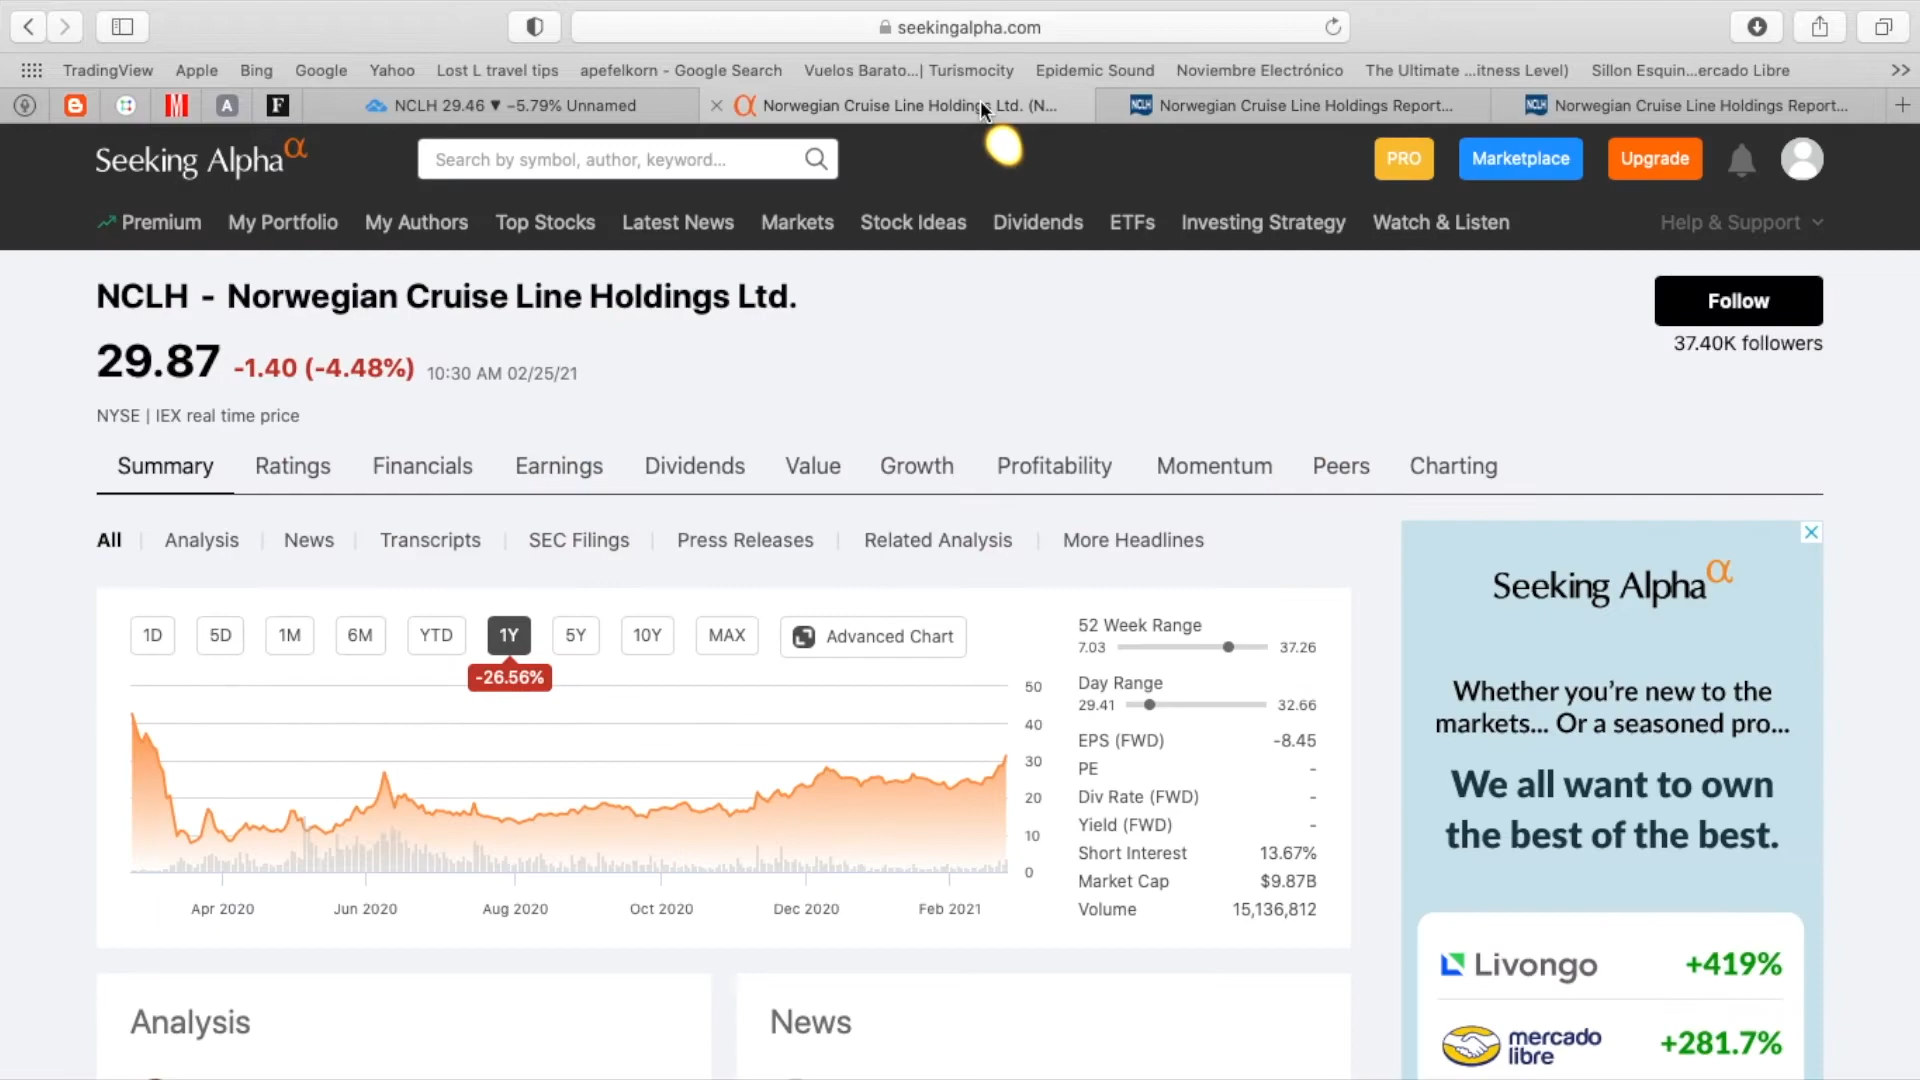 seekingalpha.com
TradingView Apple Bing Google Yahoo Lost L travel tips apefelkorn - Google Search Vuelos Barato...| Turismocity Epidemic Sound Noviembre Electrónico The Ultimate ...itness Level) Sillon Esquin...ercado Libre >>
M A F NCLH 29.46 ▼ −5.79% Unnamed Norwegian Cruise Line Holdings Ltd. (N... NCLH Norwegian Cruise Line Holdings Report... NCLH Norwegian Cruise Line Holdings Report...
Seeking Alpha α Search by symbol, author, keyword... PRO Marketplace Upgrade
Premium My Portfolio My Authors Top Stocks Latest News Markets Stock Ideas Dividends ETFs Investing Strategy Watch & Listen Help & Support
NCLH - Norwegian Cruise Line Holdings Ltd.
Follow
29.87 -1.40 (-4.48%) 10:30 AM 02/25/21
37.40K followers
NYSE | IEX real time price
Summary Ratings Financials Earnings Dividends Value Growth Profitability Momentum Peers Charting
All Analysis News Transcripts SEC Filings Press Releases Related Analysis More Headlines
1D 5D 1M 6M YTD 1Y 5Y 10Y MAX Advanced Chart
-26.56%
50
40
30
20
10
0
Apr 2020 Jun 2020 Aug 2020 Oct 2020 Dec 2020 Feb 2021
52 Week Range
7.03 37.26
Day Range
29.41 32.66
EPS (FWD) -8.45
PE -
Div Rate (FWD) -
Yield (FWD) -
Short Interest 13.67%
Market Cap $9.87B
Volume 15,136,812
Seeking Alpha α
Whether you're new to the
markets... Or a seasoned pro...
We all want to own
the best of the best.
Livongo +419%
mercado
libre +281.7%
Analysis
News